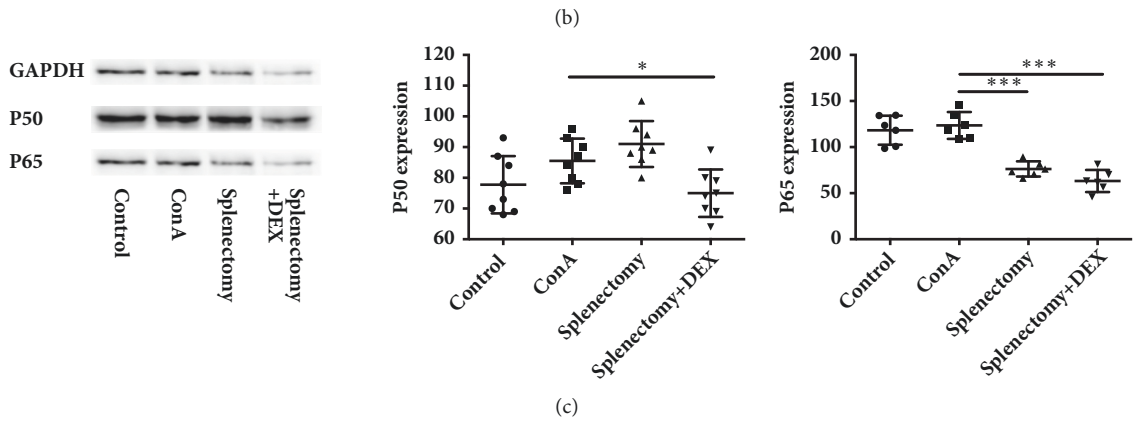 (b)
GAPDH
P50
P65
Control
ConA
Splenectomy
Splenectomy
+DEX
P50 expression
120
110
100
90
80
70
60
*
Control
ConA
Splenectomy
Splenectomy+DEX
P65 expression
200
150
100
50
0
***
***
Control
ConA
Splenectomy
Splenectomy+DEX
(c)